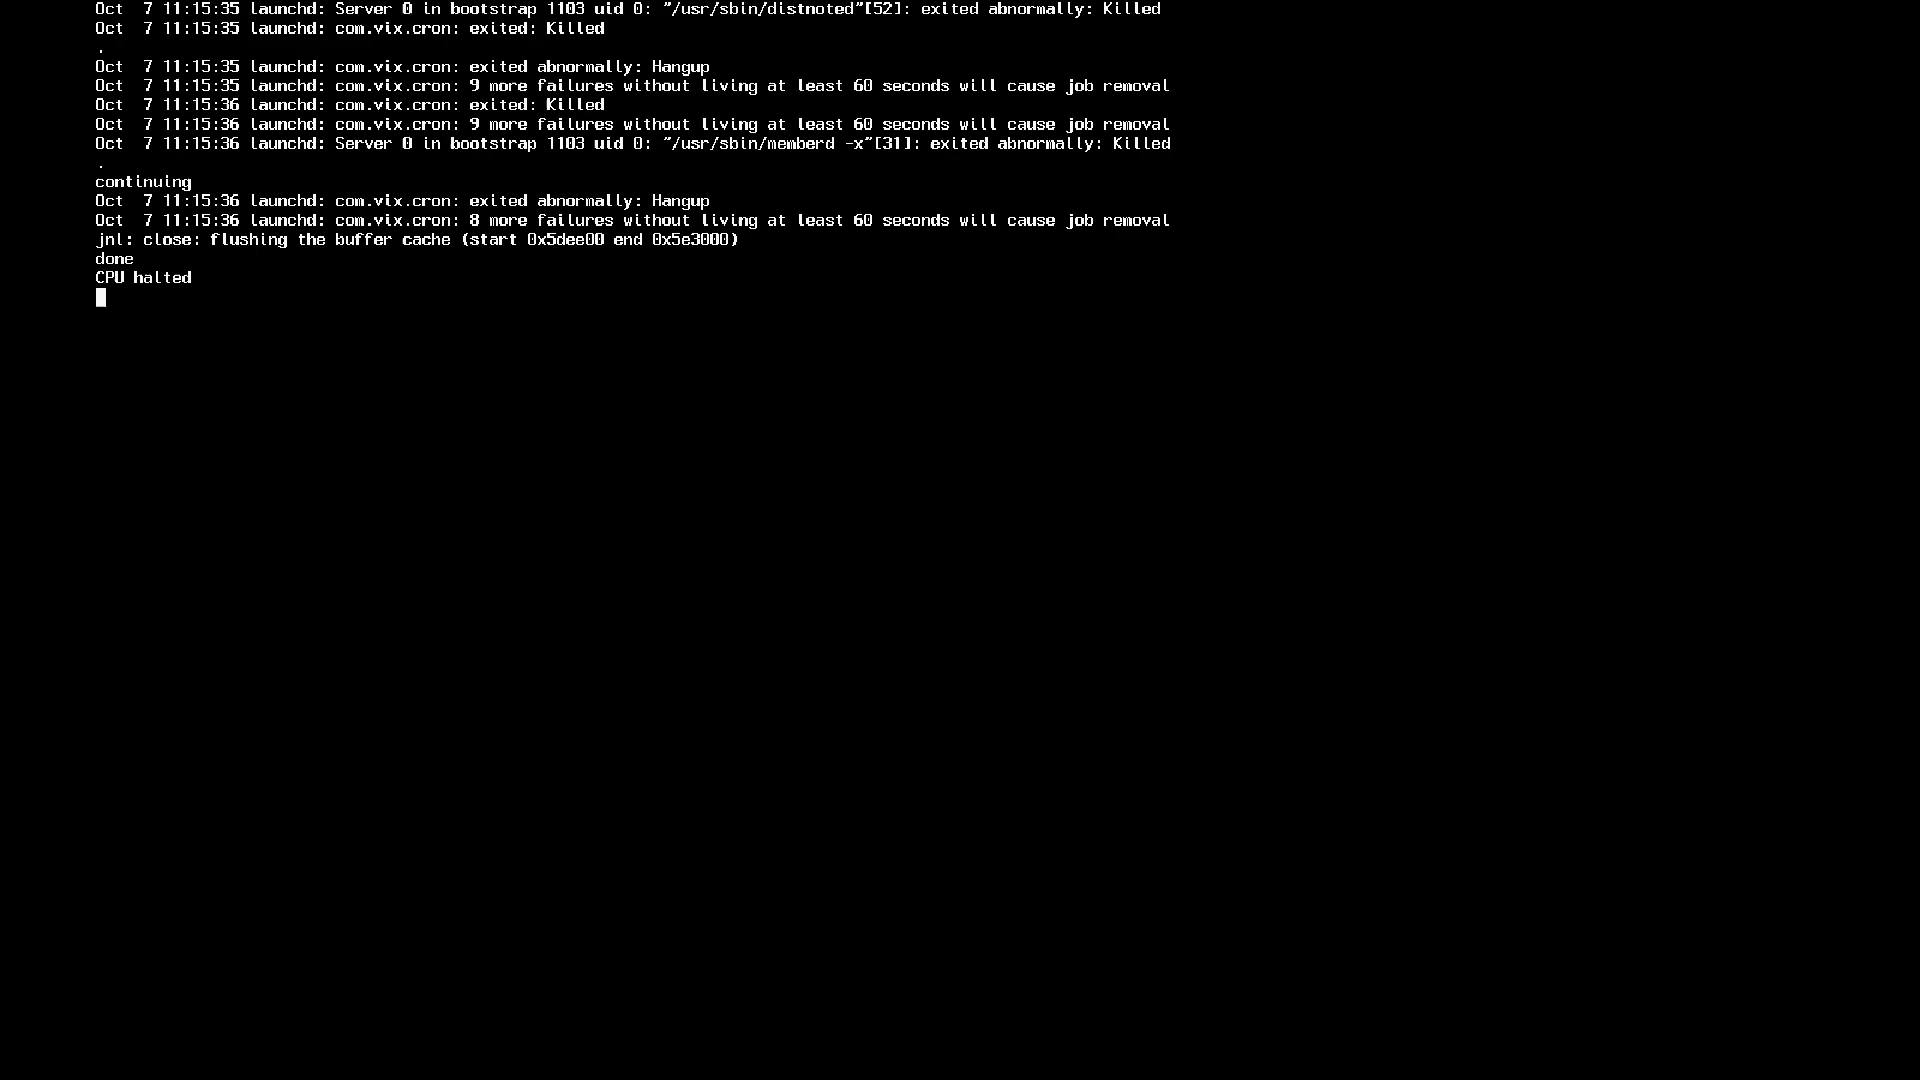 Oct  7 11:15:35 launchd: Server 0 in bootstrap 1103 uid 0: "/usr/sbin/distnoted"[52]: exited abnormally: Killed
Oct  7 11:15:35 launchd: com.vix.cron: exited: Killed
.
Oct  7 11:15:35 launchd: com.vix.cron: exited abnormally: Hangup
Oct  7 11:15:35 launchd: com.vix.cron: 9 more failures without living at least 60 seconds will cause job removal
Oct  7 11:15:36 launchd: com.vix.cron: exited: Killed
Oct  7 11:15:36 launchd: com.vix.cron: 9 more failures without living at least 60 seconds will cause job removal
Oct  7 11:15:36 launchd: Server 0 in bootstrap 1103 uid 0: "/usr/sbin/memberd -x"[31]: exited abnormally: Killed
.
continuing
Oct  7 11:15:36 launchd: com.vix.cron: exited abnormally: Hangup
Oct  7 11:15:36 launchd: com.vix.cron: 8 more failures without living at least 60 seconds will cause job removal
jnl: close: flushing the buffer cache (start 0x5dee00 end 0x5e3000)
done
CPU halted